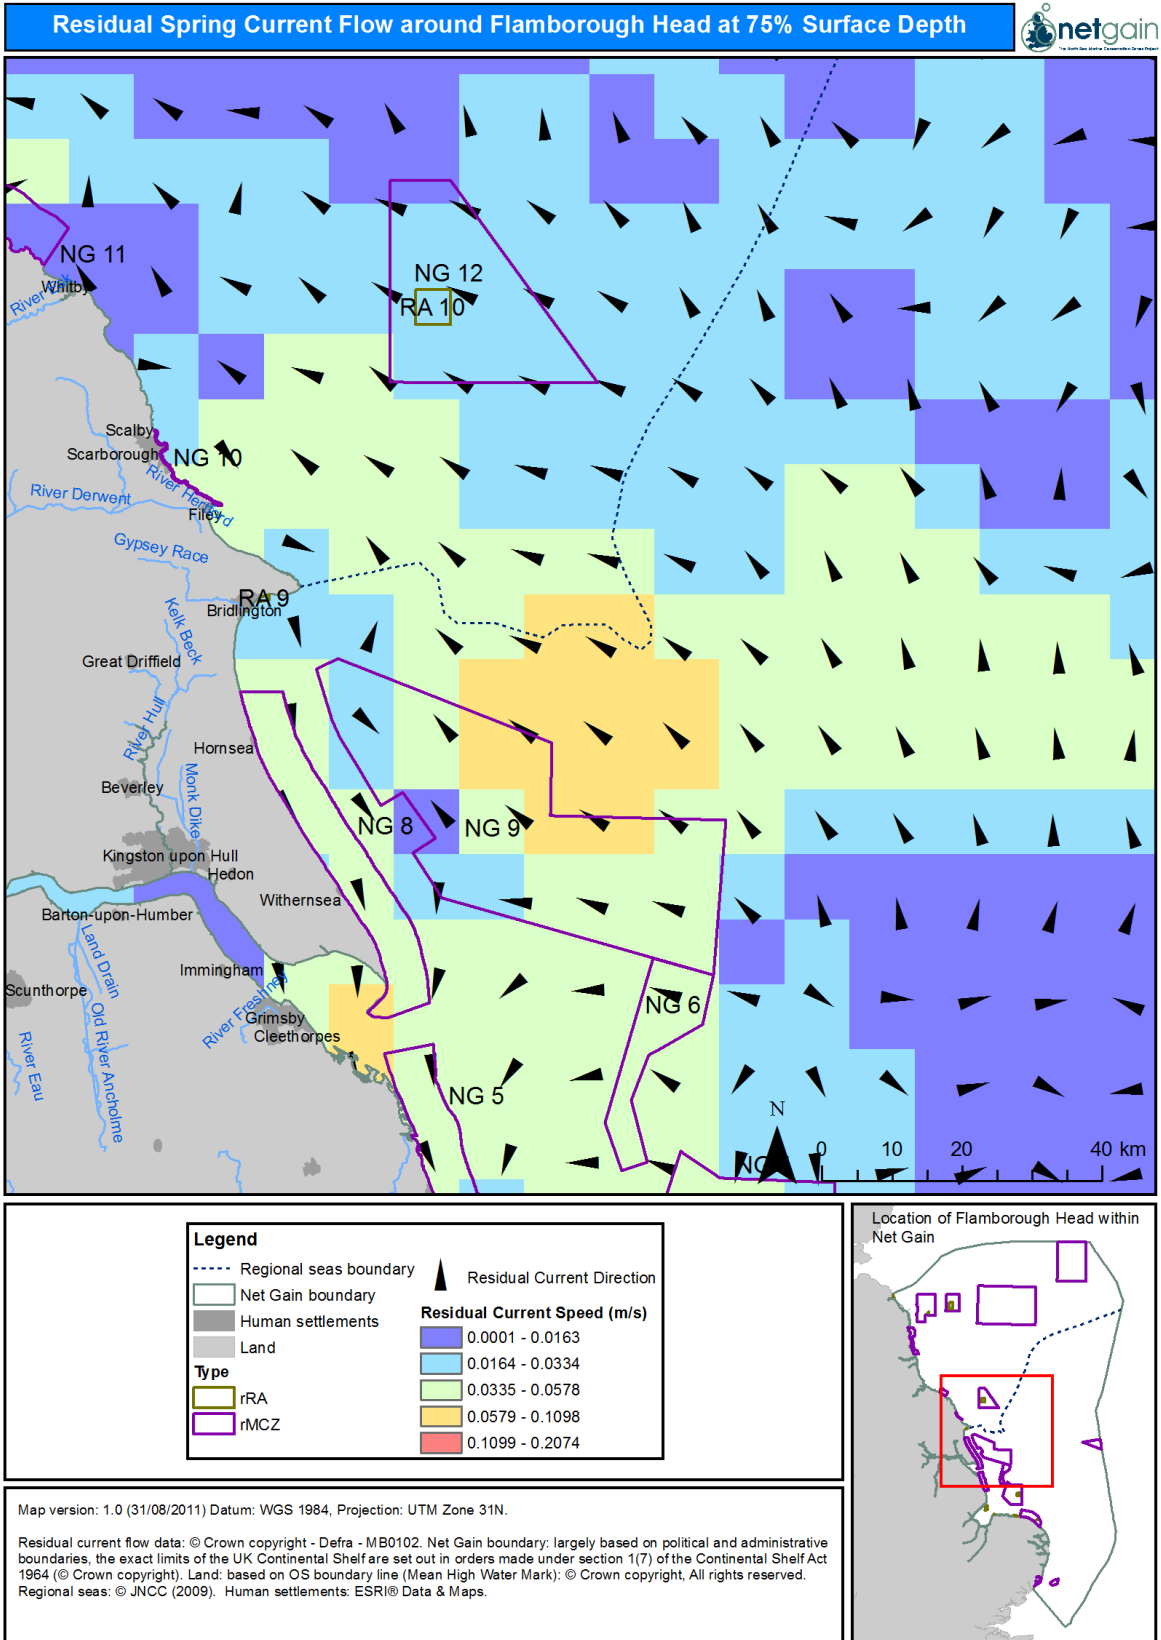 Residual Spring Current Flow around Flamborough Head at 75% Surface Depth
netgain
The North Sea Marine Conservation Zones Project
NG 11
Whitby
NG 12
RA 10
Scalby
Scarborough
NG 10
River Hertford
River Derwent
Filey
Gypsey Race
RA 9
Bridlington
Kelk Beck
Great Driffield
River Hull
Hornsea
Monk Dike
Beverley
NG 8
NG 9
Kingston upon Hull
Hedon
Withernsea
Barton-upon-Humber
Land Drain
Immingham
Scunthorpe
River Freshney
Grimsby
Cleethorpes
Old River Ancholme
River Eau
NG 6
NG 5
N
0 10 20 40 km
Legend
Regional seas boundary
Net Gain boundary
Human settlements
Land
Type
rRA
rMCZ
Residual Current Direction
Residual Current Speed (m/s)
0.0001 - 0.0163
0.0164 - 0.0334
0.0335 - 0.0578
0.0579 - 0.1098
0.1099 - 0.2074
Location of Flamborough Head within
Net Gain
Map version: 1.0 (31/08/2011) Datum: WGS 1984, Projection: UTM Zone 31N.
Residual current flow data: © Crown copyright - Defra - MB0102. Net Gain boundary: largely based on political and administrative
boundaries, the exact limits of the UK Continental Shelf are set out in orders made under section 1(7) of the Continental Shelf Act
1964 (© Crown copyright). Land: based on OS boundary line (Mean High Water Mark): © Crown copyright, All rights reserved.
Regional seas: © JNCC (2009). Human settlements: ESRI® Data & Maps.